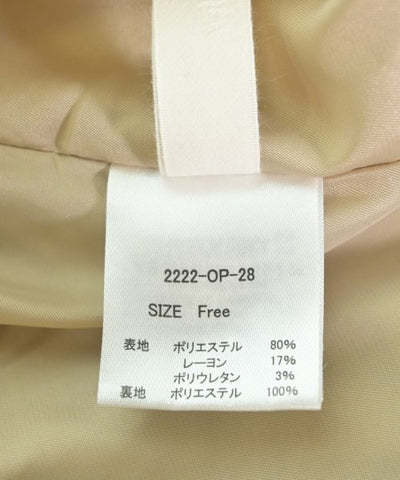 2222-OP-28
SIZE Free
表地 ポリエステル 80%
レーヨン 17%
ポリウレタン 3%
裏地 ポリエステル 100%